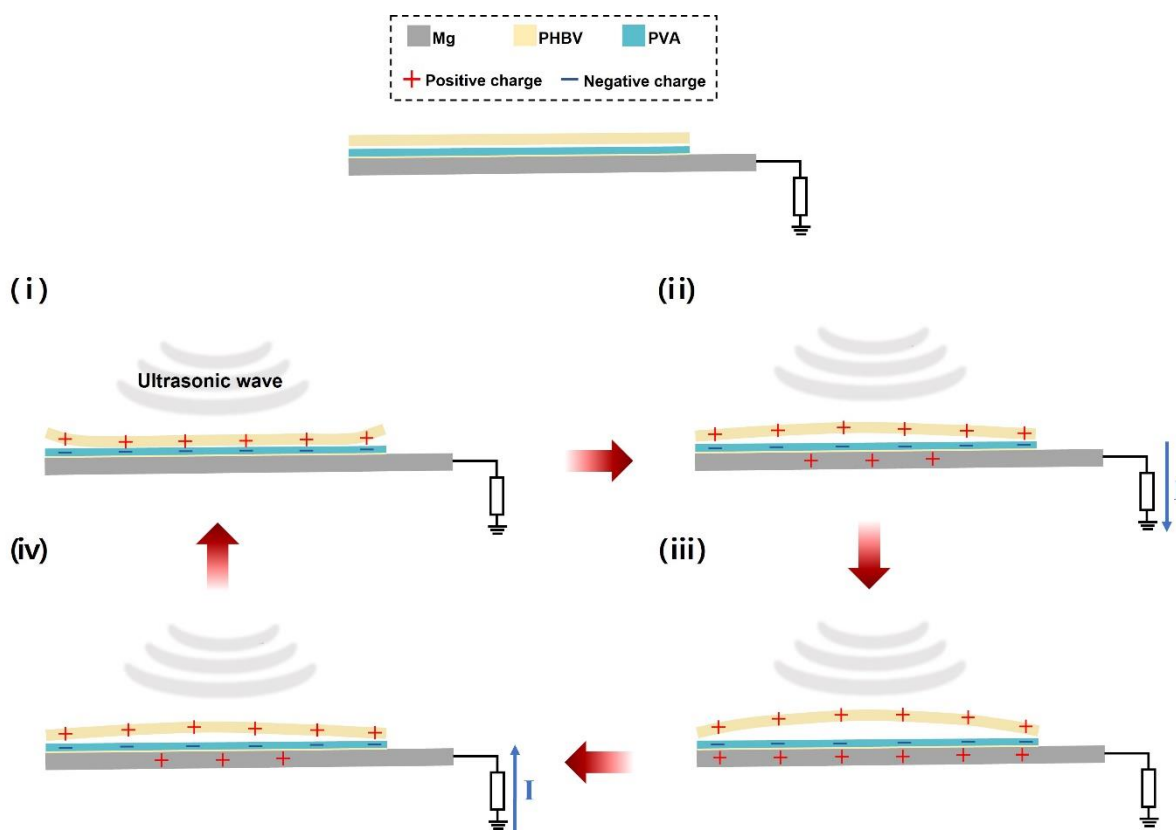 Mg PHBV PVA
+ Positive charge − Negative charge
(i) (ii)
Ultrasonic wave
(iv) (iii)
I